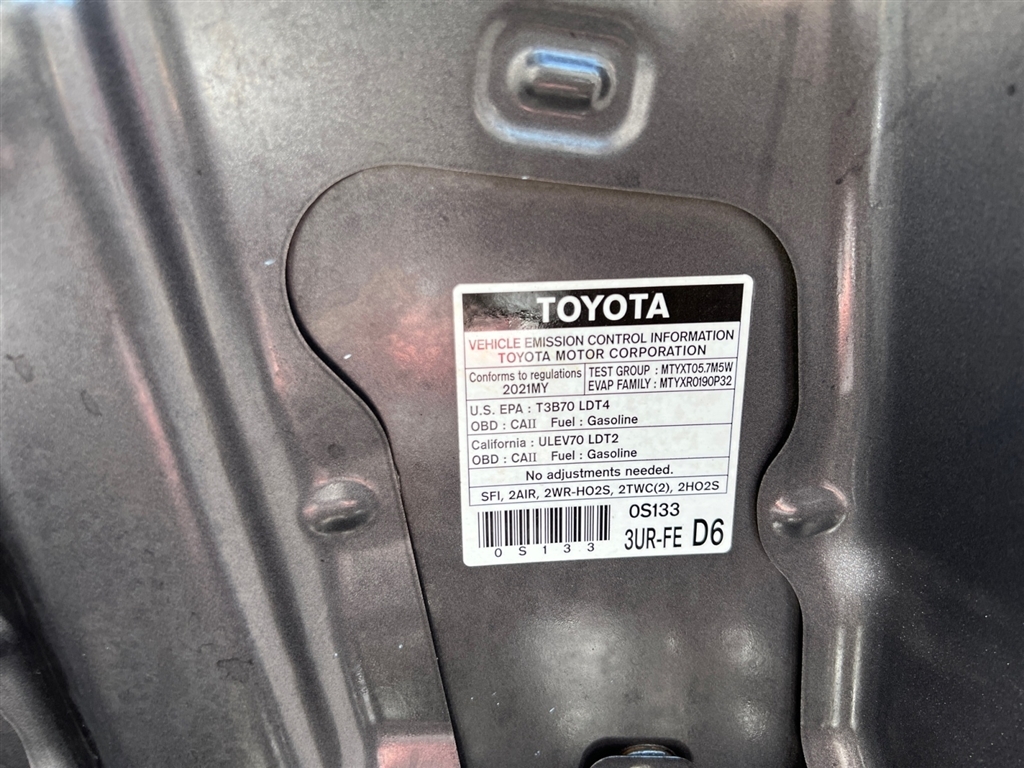 TOYOTA
VEHICLE EMISSION CONTROL INFORMATION
TOYOTA MOTOR CORPORATION
Conforms to regulations
2021MY
TEST GROUP : MTYXT05.7M5W
EVAP FAMILY : MTYXR0190P32
U.S. EPA : T3B70 LDT4
OBD : CAII Fuel : Gasoline
California : ULEV70 LDT2
OBD : CAII Fuel : Gasoline
No adjustments needed.
SFI, 2AIR, 2WR-HO2S, 2TWC(2), 2HO2S
0S133
0S133
3UR-FE D6